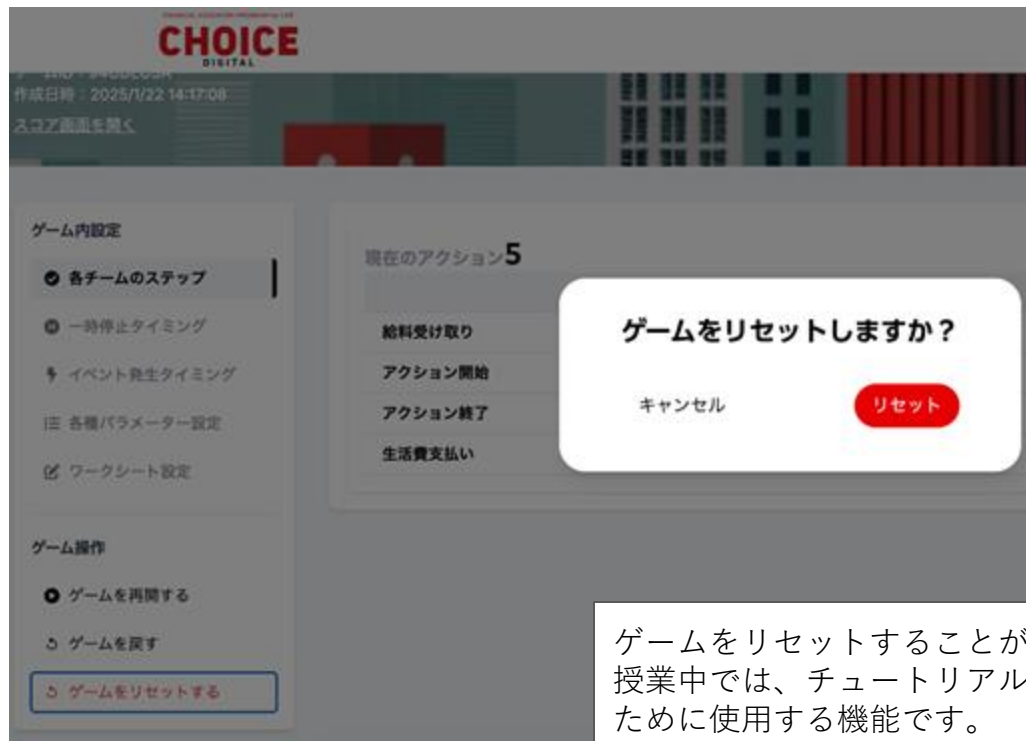 CHOICE
DIGITAL
作成日時：2025/1/22 14:17:08
スコア画面を開く
ゲーム内設定
各チームのステップ
一時停止タイミング
イベント発生タイミング
各種パラメーター設定
ワークシート設定
ゲーム操作
ゲームを再開する
ゲームを戻す
ゲームをリセットする
現在のアクション5
給料受け取り
アクション開始
アクション終了
生活費支払い
ゲームをリセットしますか？
キャンセル
リセット
ゲームをリセットすることが
授業中では、チュートリアル
ために使用する機能です。